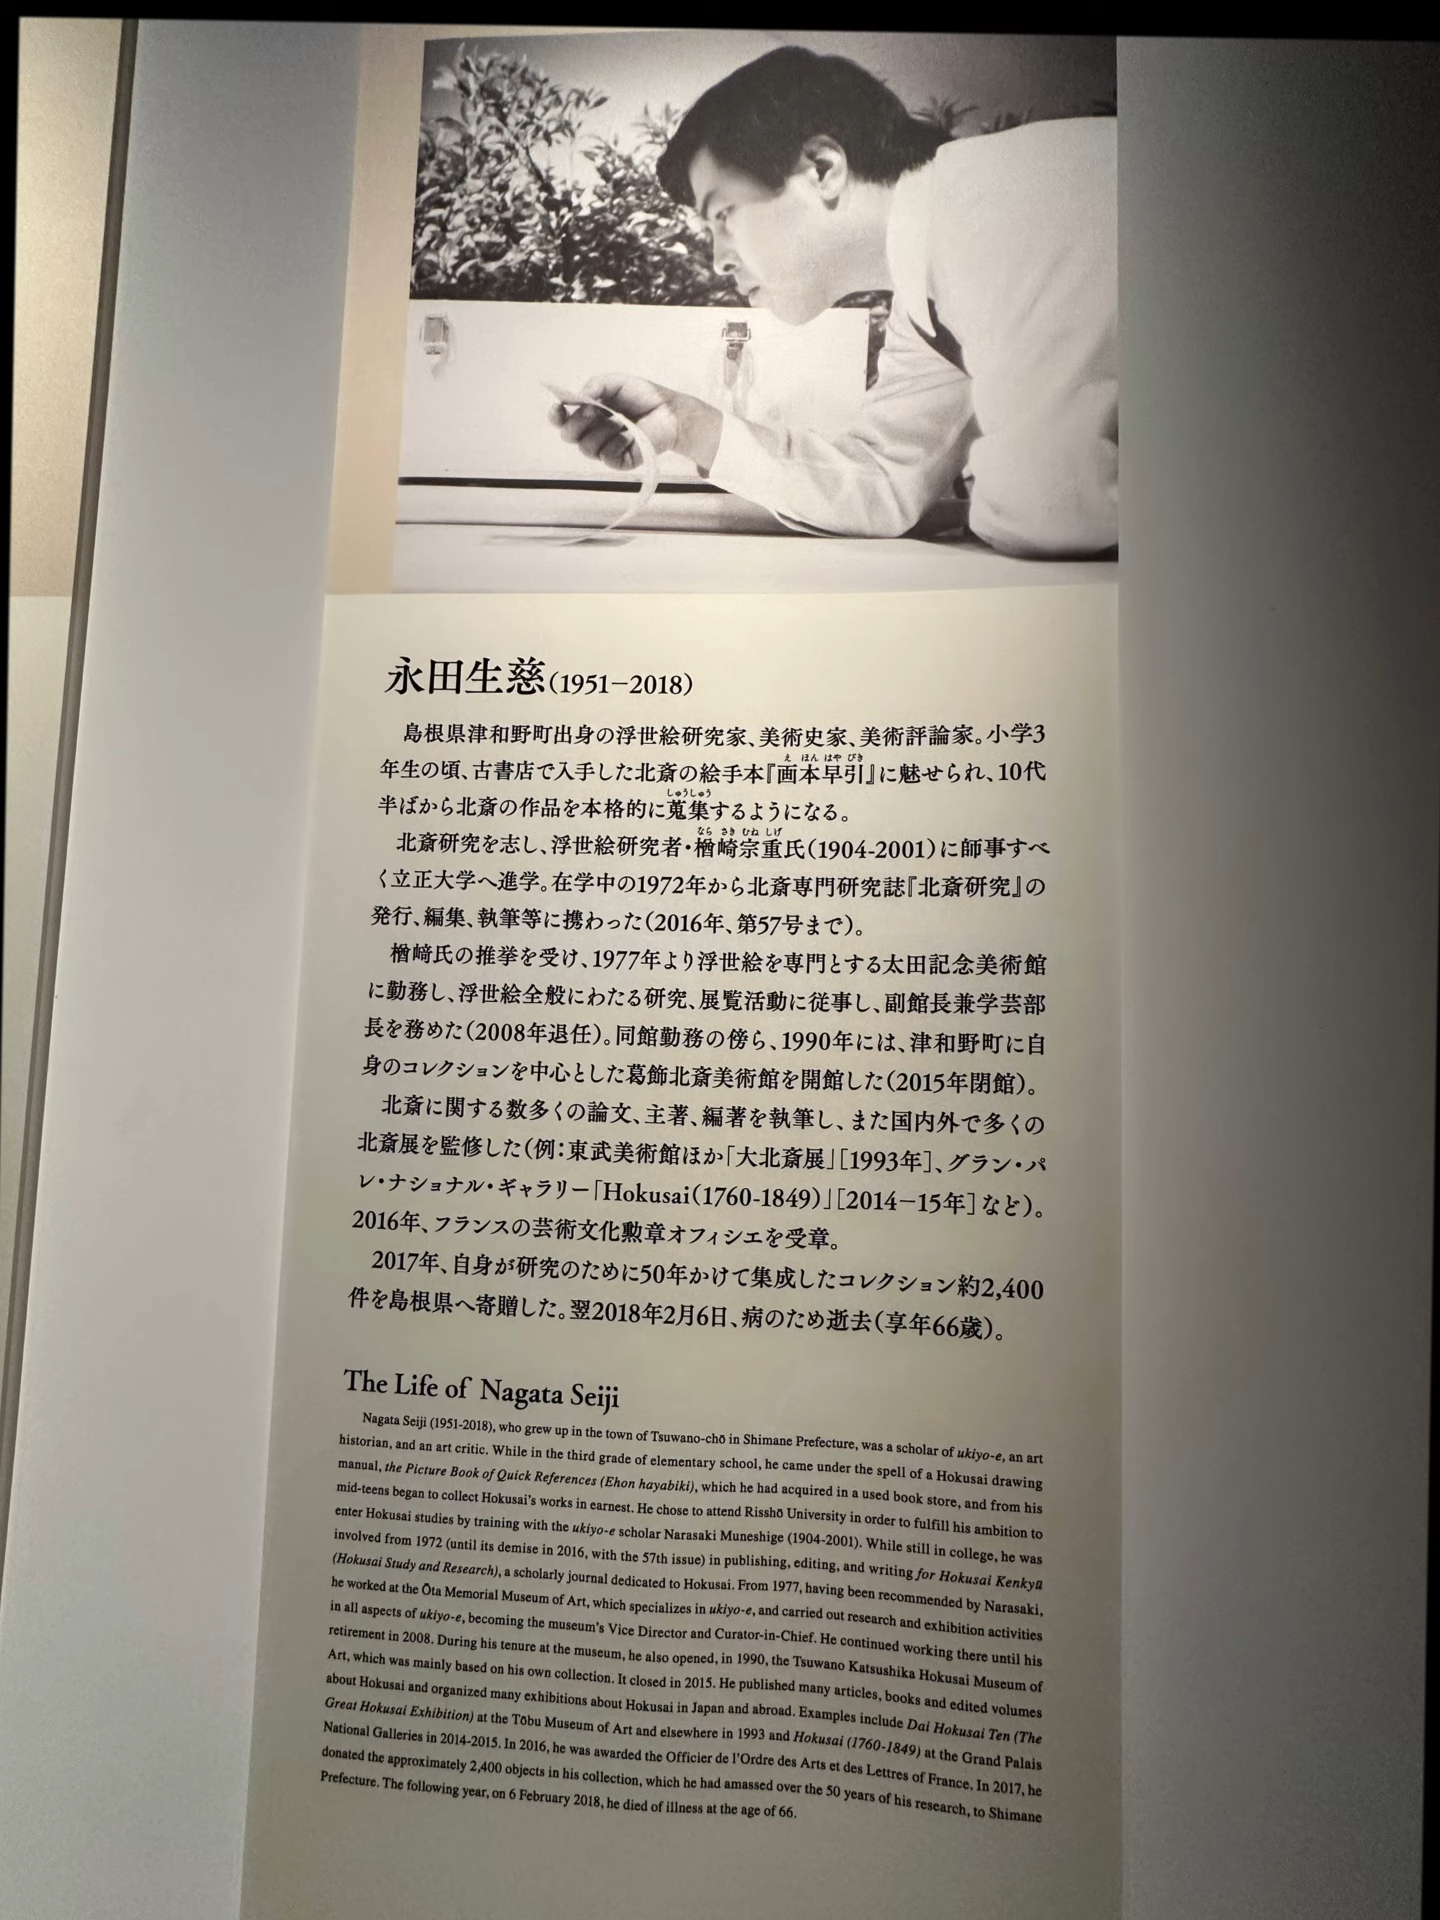 永田生慈(1951−2018)
島根県津和野町出身の浮世絵研究家、美術史家、美術評論家。小学3
え ほん はや びき
年生の頃、古書店で入手した北斎の絵手本『画本早引』に魅せられ、10代
しゅうしゅう
半ばから北斎の作品を本格的に蒐集するようになる。
なら さき むね しげ
北斎研究を志し、浮世絵研究者・楢﨑宗重氏(1904-2001)に師事すべ
く立正大学へ進学。在学中の1972年から北斎専門研究誌『北斎研究』の
発行、編集、執筆等に携わった(2016年、第57号まで)。
楢﨑氏の推挙を受け、1977年より浮世絵を専門とする太田記念美術館
に勤務し、浮世絵全般にわたる研究、展覧活動に従事し、副館長兼学芸部
長を務めた(2008年退任)。同館勤務の傍ら、1990年には、津和野町に自
身のコレクションを中心とした葛飾北斎美術館を開館した(2015年閉館)。
北斎に関する数多くの論文、主著、編著を執筆し、また国内外で多くの
北斎展を監修した(例：東武美術館ほか「大北斎展」[1993年]、グラン・パ
レ・ナショナル・ギャラリー「Hokusai(1760-1849)」[2014−15年]など)。
2016年、フランスの芸術文化勲章オフィシエを受章。
2017年、自身が研究のために50年かけて集成したコレクション約2,400
件を島根県へ寄贈した。翌2018年2月6日、病のため逝去(享年66歳)。
The Life of Nagata Seiji
Nagata Seiji (1951-2018), who grew up in the town of Tsuwano-chō in Shimane Prefecture, was a scholar of ukiyo-e, an art
historian, and an art critic. While in the third grade of elementary school, he came under the spell of a Hokusai drawing
manual, the Picture Book of Quick References (Ehon hayabiki), which he had acquired in a used book store, and from his
mid-teens began to collect Hokusai's works in earnest. He chose to attend Risshō University in order to fulfill his ambition to
enter Hokusai studies by training with the ukiyo-e scholar Narasaki Muneshige (1904-2001). While still in college, he was
involved from 1972 (until its demise in 2016, with the 57th issue) in publishing, editing, and writing for Hokusai Kenkyū
(Hokusai Study and Research), a scholarly journal dedicated to Hokusai. From 1977, having been recommended by Narasaki,
he worked at the Ōta Memorial Museum of Art, which specializes in ukiyo-e, and carried out research and exhibition activities
in all aspects of ukiyo-e, becoming the museum's Vice Director and Curator-in-Chief. He continued working there until his
retirement in 2008. During his tenure at the museum, he also opened, in 1990, the Tsuwano Katsushika Hokusai Museum of
Art, which was mainly based on his own collection. It closed in 2015. He published many articles, books and edited volumes
about Hokusai and organized many exhibitions about Hokusai in Japan and abroad. Examples include Dai Hokusai Ten (The
Great Hokusai Exhibition) at the Tōbu Museum of Art and elsewhere in 1993 and Hokusai (1760-1849) at the Grand Palais
National Galleries in 2014-2015. In 2016, he was awarded the Officier de l'Ordre des Arts et des Lettres of France. In 2017, he
donated the approximately 2,400 objects in his collection, which he had amassed over the 50 years of his research, to Shimane
Prefecture. The following year, on 6 February 2018, he died of illness at the age of 66.